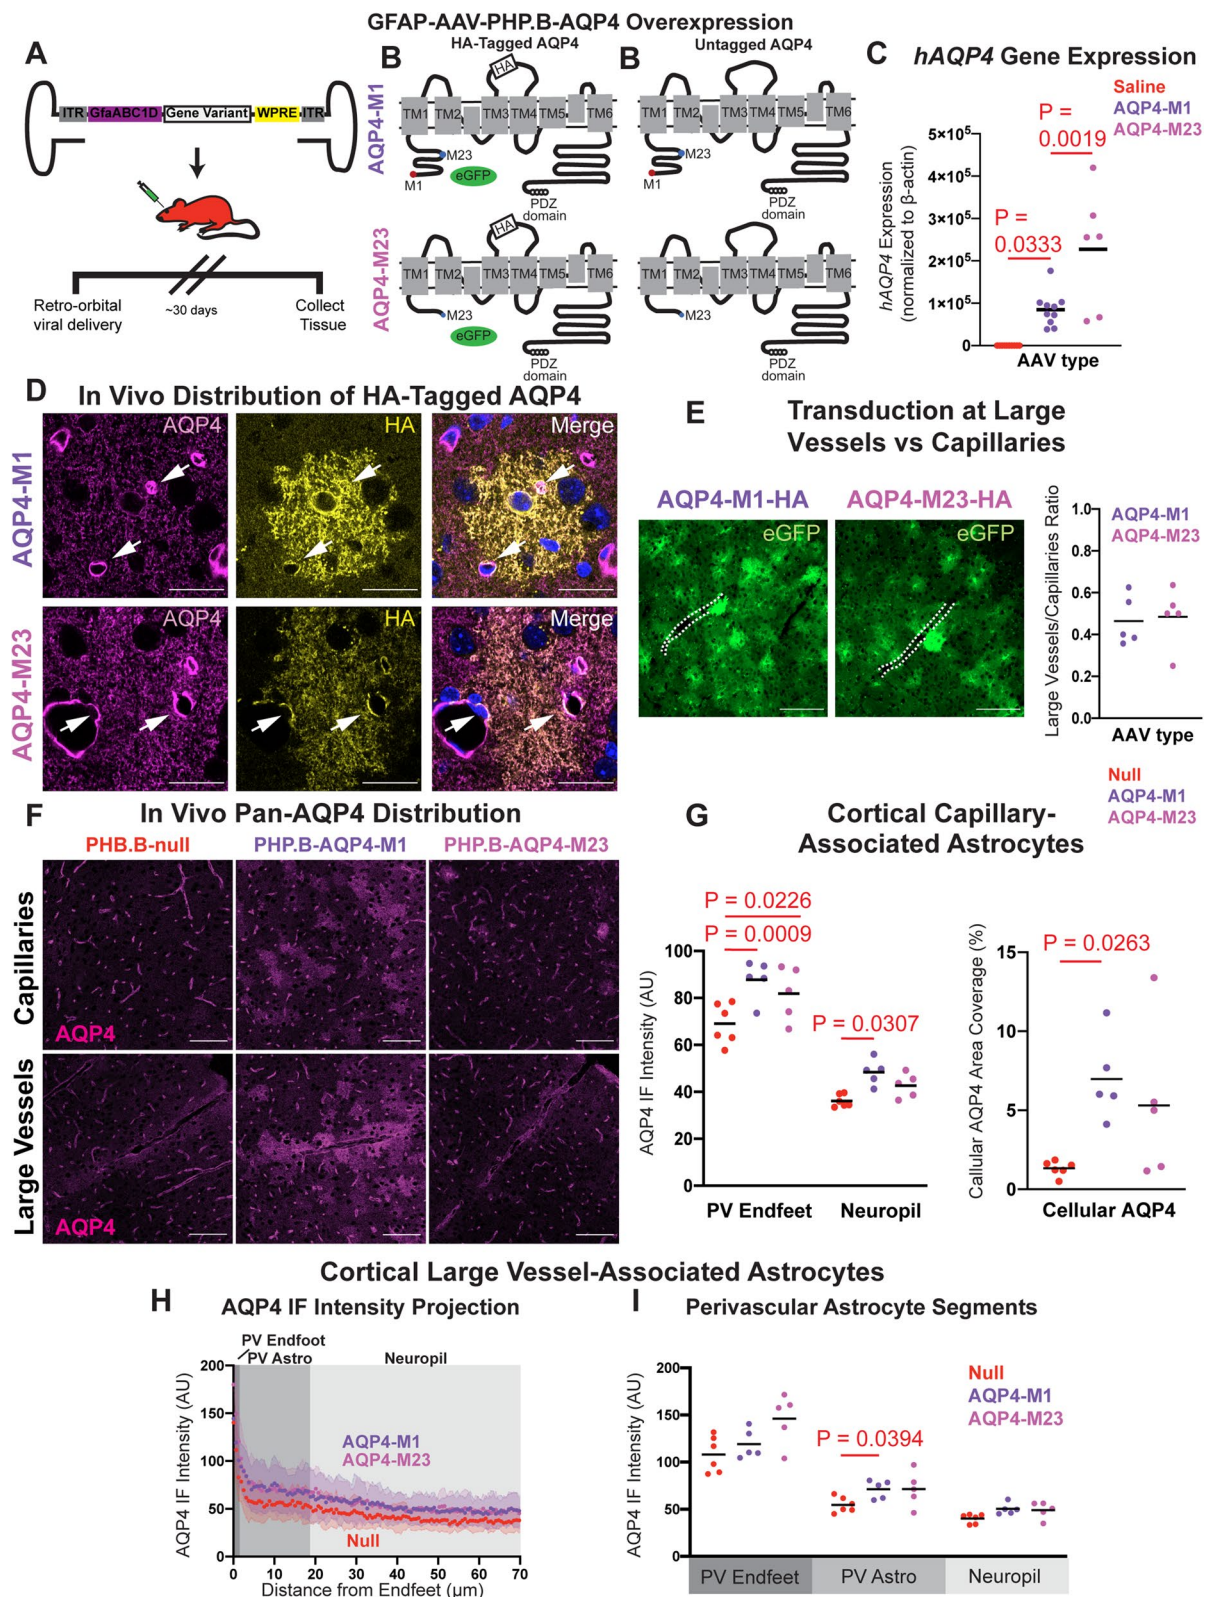 GFAP-AAV-PHP.B-AQP4 Overexpression
A
ITR GfaABC1D Gene Variant WPRE ITR
Retro-orbital
viral delivery
~30 days
Collect
Tissue
B
HA-Tagged AQP4
AQP4-M1
HA
TM1 TM2 TM3 TM4 TM5 TM6
M23
M1
eGFP
PDZ
domain
AQP4-M23
HA
TM1 TM2 TM3 TM4 TM5 TM6
M23
eGFP
PDZ
domain
B
Untagged AQP4
TM1 TM2 TM3 TM4 TM5 TM6
M23
M1
PDZ
domain
TM1 TM2 TM3 TM4 TM5 TM6
M23
PDZ
domain
C
hAQP4 Gene Expression
Saline
AQP4-M1
AQP4-M23
P =
0.0019
P =
0.0333
hAQP4 Expression
(normalized to β-actin)
5×10⁵
4×10⁵
3×10⁵
2×10⁵
1×10⁵
0
AAV type
D
In Vivo Distribution of HA-Tagged AQP4
AQP4-M1
AQP4
HA
Merge
AQP4-M23
AQP4
HA
Merge
E
Transduction at Large
Vessels vs Capillaries
AQP4-M1-HA
AQP4-M23-HA
eGFP
eGFP
Large Vessels/Capillaries Ratio
1.0
0.8
0.6
0.4
0.2
0.0
AQP4-M1
AQP4-M23
AAV type
F
In Vivo Pan-AQP4 Distribution
PHB.B-null
PHP.B-AQP4-M1
PHP.B-AQP4-M23
Capillaries
AQP4
Large Vessels
AQP4
G
Cortical Capillary-
Associated Astrocytes
Null
AQP4-M1
AQP4-M23
P = 0.0226
P = 0.0009
P = 0.0307
AQP4 IF Intensity (AU)
100
80
60
40
20
0
PV Endfeet
Neuropil
P = 0.0263
Callular AQP4 Area Coverage (%)
15
10
5
0
Cellular AQP4
Cortical Large Vessel-Associated Astrocytes
H
AQP4 IF Intensity Projection
PV Endfoot
PV Astro
Neuropil
AQP4 IF Intensity (AU)
200
150
100
50
0
AQP4-M1
AQP4-M23
Null
0 10 20 30 40 50 60 70
Distance from Endfeet (μm)
I
Perivascular Astrocyte Segments
Null
AQP4-M1
AQP4-M23
P = 0.0394
AQP4 IF Intensity (AU)
200
150
100
50
0
PV Endfeet
PV Astro
Neuropil